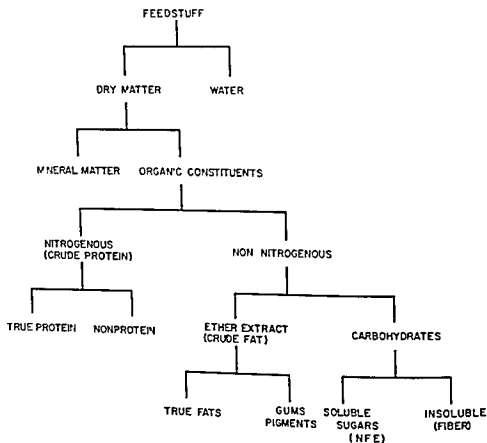 FEEDSTUFF
DRY MATTER
WATER
MINERAL MATTER
ORGAN'C CONSTITUENTS
NITROGENOUS
(CRUDE PROTEIN)
NON NITROGENOUS
TRUE PROTEIN
NONPROTEIN
ETHER EXTRACT
(CRUDE FAT)
CARBOHYDRATES
TRUE FATS
GUMS
PIGMENTS
SOLUBLE
SUGARS
(NFE)
INSOLUBLE
(FIBER)